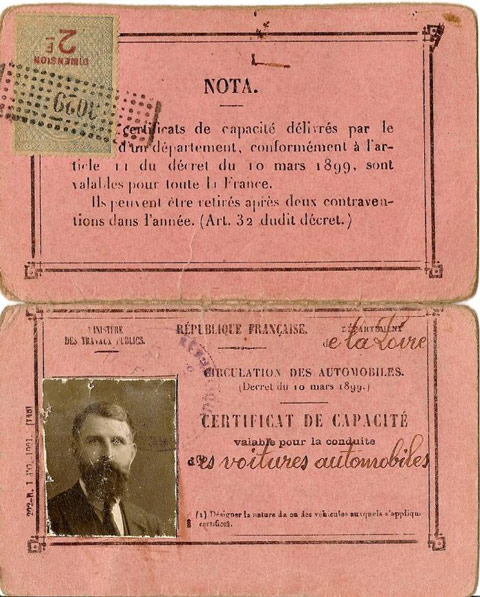 2F
DIMENSION
1029
NOTA.
certificats de capacité délivrés par le
d'un département, conformément à l'ar-
ticle 11 du décret du 10 mars 1899, sont
valables pour toute la France.
Ils peuvent être retirés après deux contraven-
tions dans l'année. (Art. 32 dudit décret.)
MINISTÈRE
DES TRAVAUX PUBLICS.
RÉPUBLIQUE FRANÇAISE.
DÉPARTEMENT
de la Loire
CIRCULATION DES AUTOMOBILES.
(Décret du 10 mars 1899.)
CERTIFICAT DE CAPACITÉ
valable pour la conduite
des voitures automobiles
(1) Désigner la nature du ou des véhicules auxquels s'applique
certificat.